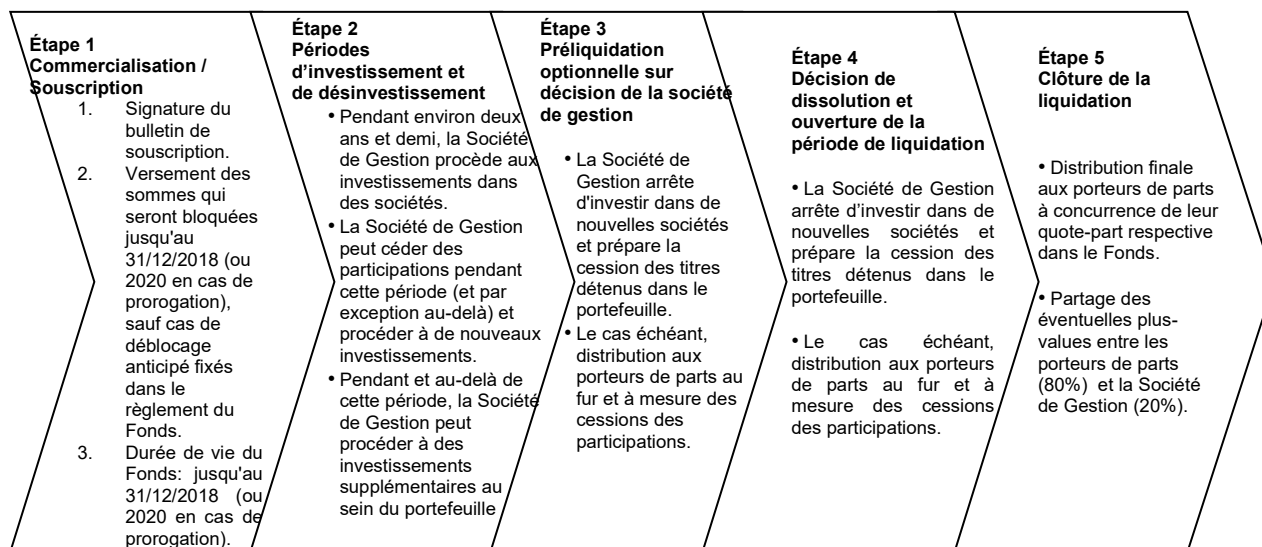 Étape 1
Commercialisation /
Souscription
1. Signature du
bulletin de
souscription.
2. Versement des
sommes qui
seront bloquées
jusqu'au
31/12/2018 (ou
2020 en cas de
prorogation),
sauf cas de
déblocage
anticipé fixés
dans le
règlement du
Fonds.
3. Durée de vie du
Fonds: jusqu'au
31/12/2018 (ou
2020 en cas de
prorogation).
Étape 2
Périodes
d'investissement et
de désinvestissement
• Pendant environ deux
ans et demi, la Société
de Gestion procède aux
investissements dans
des sociétés.
• La Société de Gestion
peut céder des
participations pendant
cette période (et par
exception au-delà) et
procéder à de nouveaux
investissements.
• Pendant et au-delà de
cette période, la Société
de Gestion peut
procéder à des
investissements
supplémentaires au
sein du portefeuille
Étape 3
Préliquidation
optionnelle sur
décision de la société
de gestion
• La Société de
Gestion arrête
d'investir dans de
nouvelles sociétés
et prépare la
cession des titres
détenus dans le
portefeuille.
• Le cas échéant,
distribution aux
porteurs de parts au
fur et à mesure des
cessions des
participations.
Étape 4
Décision de
dissolution et
ouverture de la
période de liquidation
• La Société de Gestion
arrête d'investir dans de
nouvelles sociétés et
prépare la cession des
titres détenus dans le
portefeuille.
• Le cas échéant,
distribution aux porteurs
de parts au fur et à
mesure des cessions
des participations.
Étape 5
Clôture de la
liquidation
• Distribution finale
aux porteurs de parts
à concurrence de leur
quote-part respective
dans le Fonds.
• Partage des
éventuelles plus-
values entre les
porteurs de parts
(80%) et la Société
de Gestion (20%).